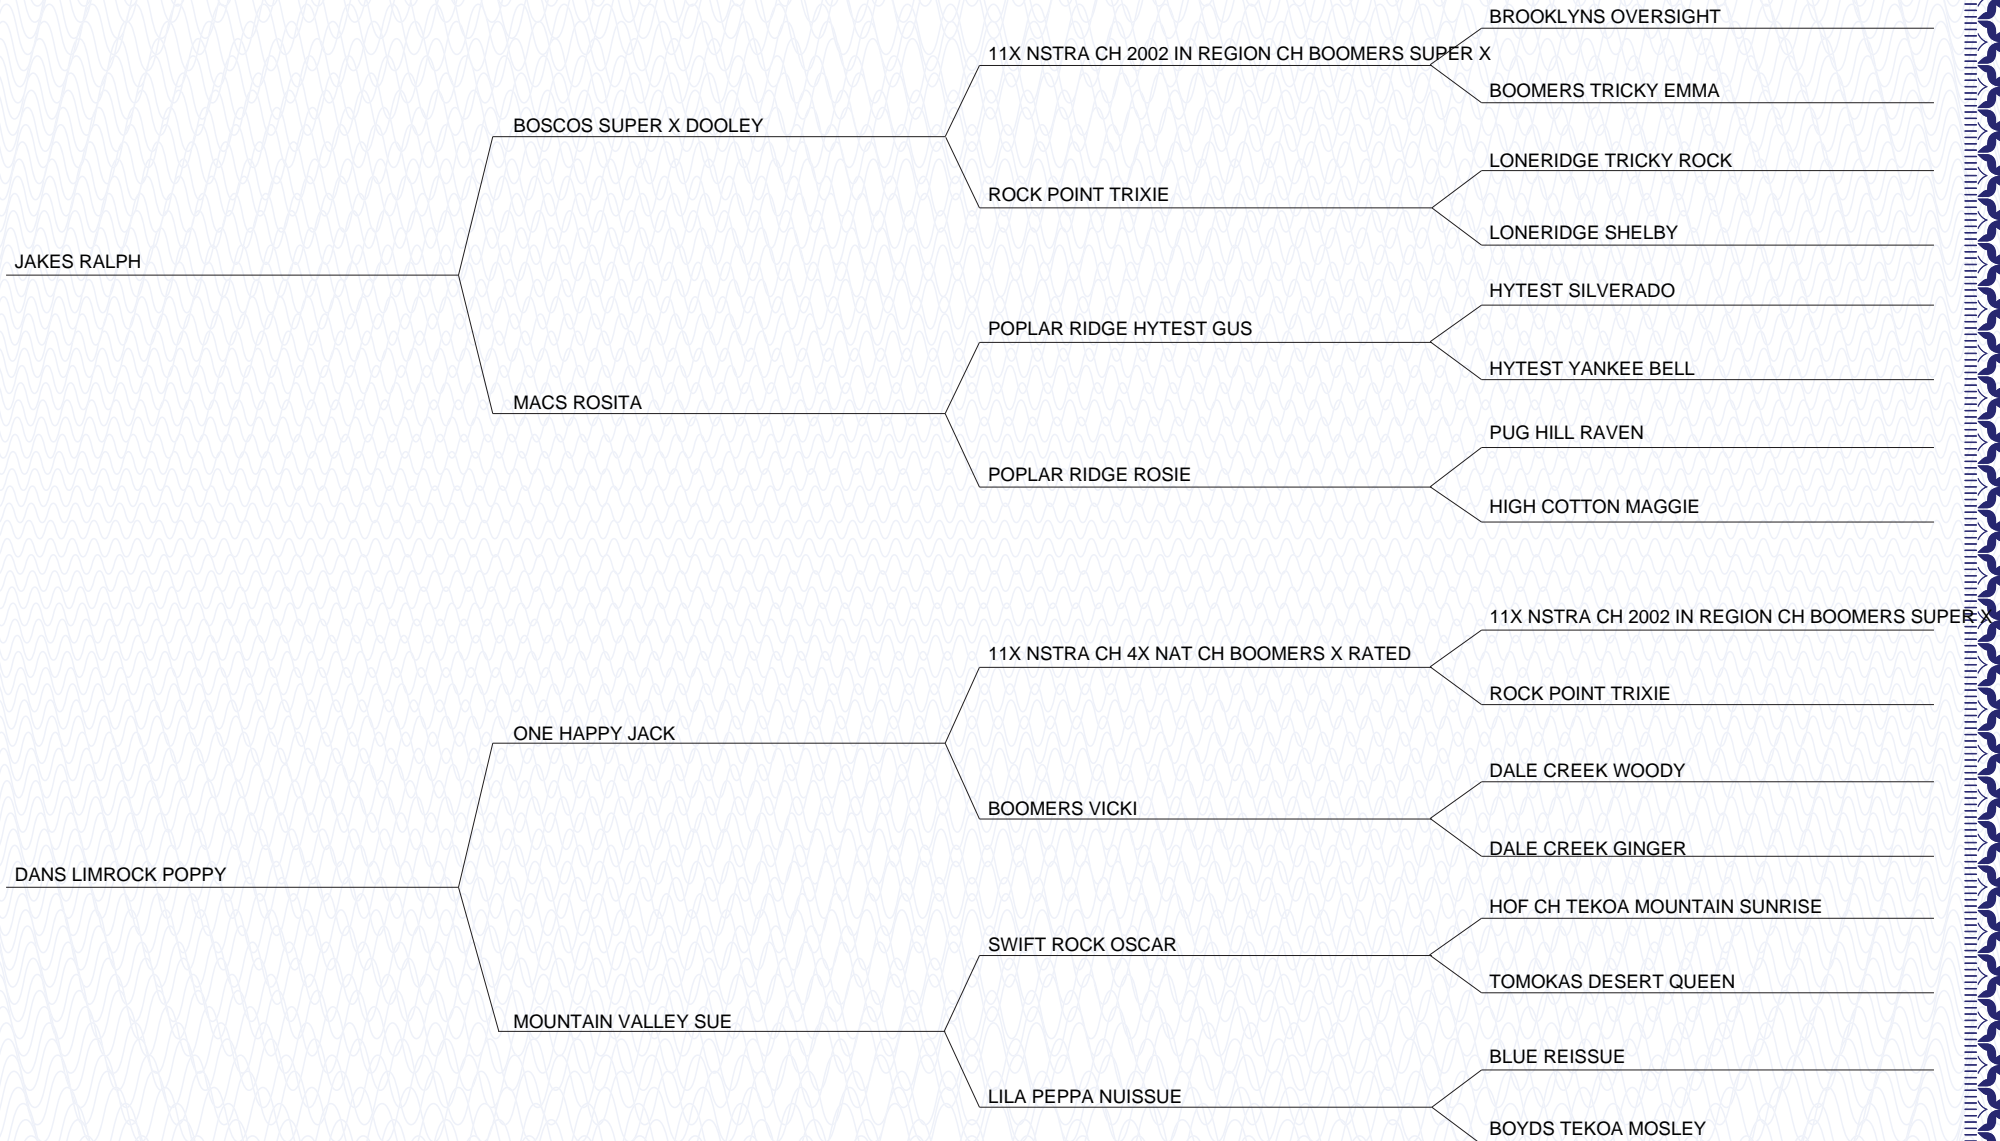 BROOKLYNS OVERSIGHT
11X NSTRA CH 2002 IN REGION CH BOOMERS SUPER X
BOOMERS TRICKY EMMA
BOSCOS SUPER X DOOLEY
LONERIDGE TRICKY ROCK
ROCK POINT TRIXIE
LONERIDGE SHELBY
JAKES RALPH
HYTEST SILVERADO
POPLAR RIDGE HYTEST GUS
HYTEST YANKEE BELL
MACS ROSITA
PUG HILL RAVEN
POPLAR RIDGE ROSIE
HIGH COTTON MAGGIE
11X NSTRA CH 2002 IN REGION CH BOOMERS SUPER X
11X NSTRA CH 4X NAT CH BOOMERS X RATED
ROCK POINT TRIXIE
ONE HAPPY JACK
DALE CREEK WOODY
BOOMERS VICKI
DALE CREEK GINGER
DANS LIMROCK POPPY
HOF CH TEKOA MOUNTAIN SUNRISE
SWIFT ROCK OSCAR
TOMOKAS DESERT QUEEN
MOUNTAIN VALLEY SUE
BLUE REISSUE
LILA PEPPA NUISSUE
BOYDS TEKOA MOSLEY